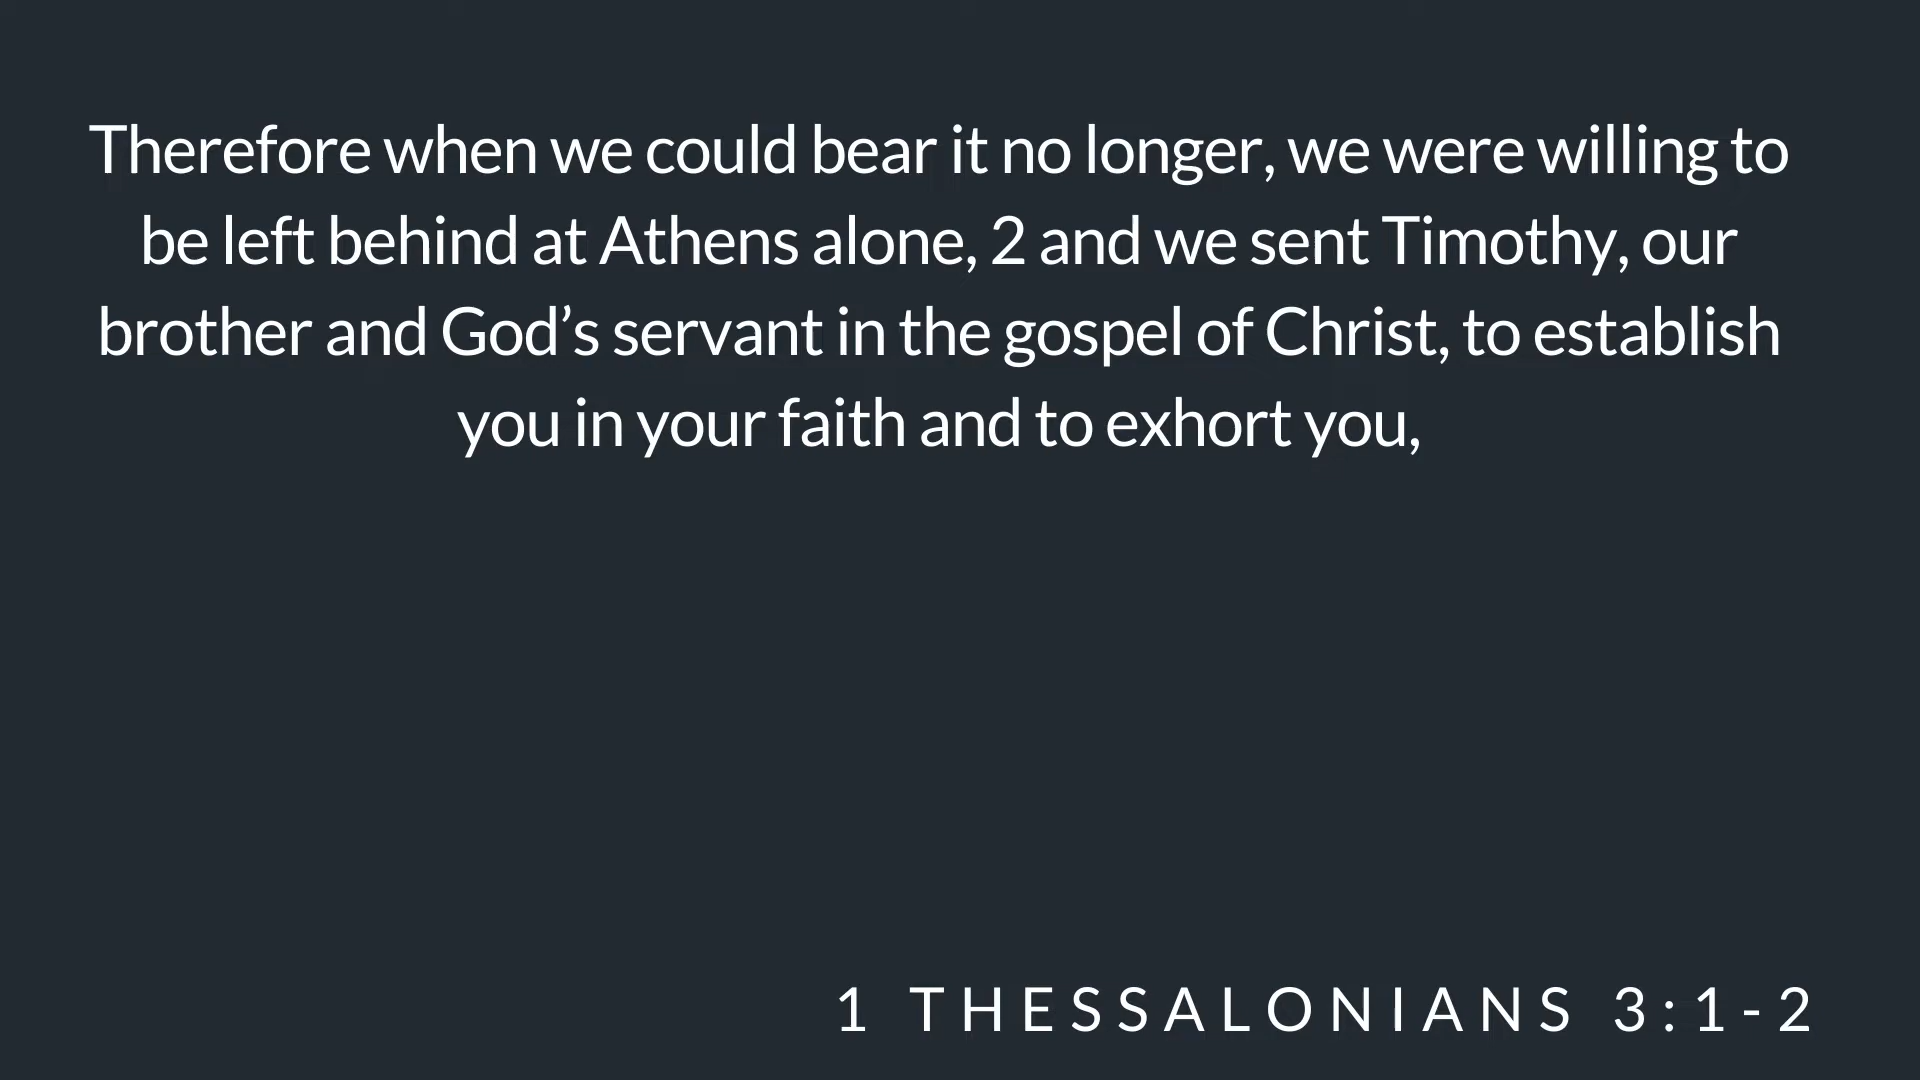 Therefore when we could bear it no longer, we were willing to
be left behind at Athens alone, 2 and we sent Timothy, our
brother and God’s servant in the gospel of Christ, to establish
you in your faith and to exhort you,
1 THESSALONIANS 3:1-2